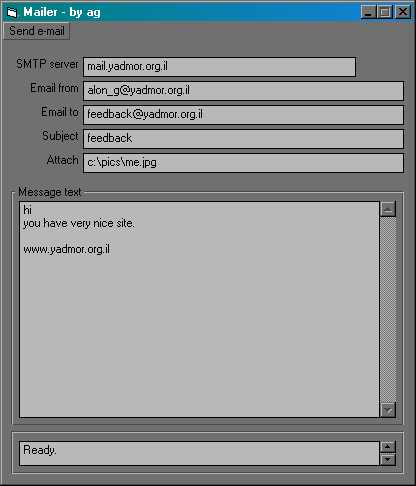 Mailer - by ag
Send e-mail
SMTP server mail.yadmor.org.il
Email from alon_g@yadmor.org.il
Email to feedback@yadmor.org.il
Subject feedback
Attach c:\pics\me.jpg
Message text
hi
you have very nice site.
www.yadmor.org.il
Ready.